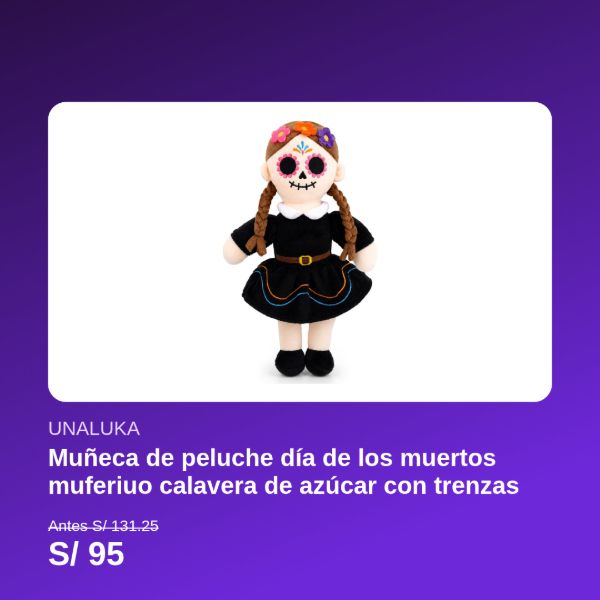 UNALUKA
Muñeca de peluche día de los muertos
muferiuo calavera de azúcar con trenzas
Antes S/ 131.25
S/ 95